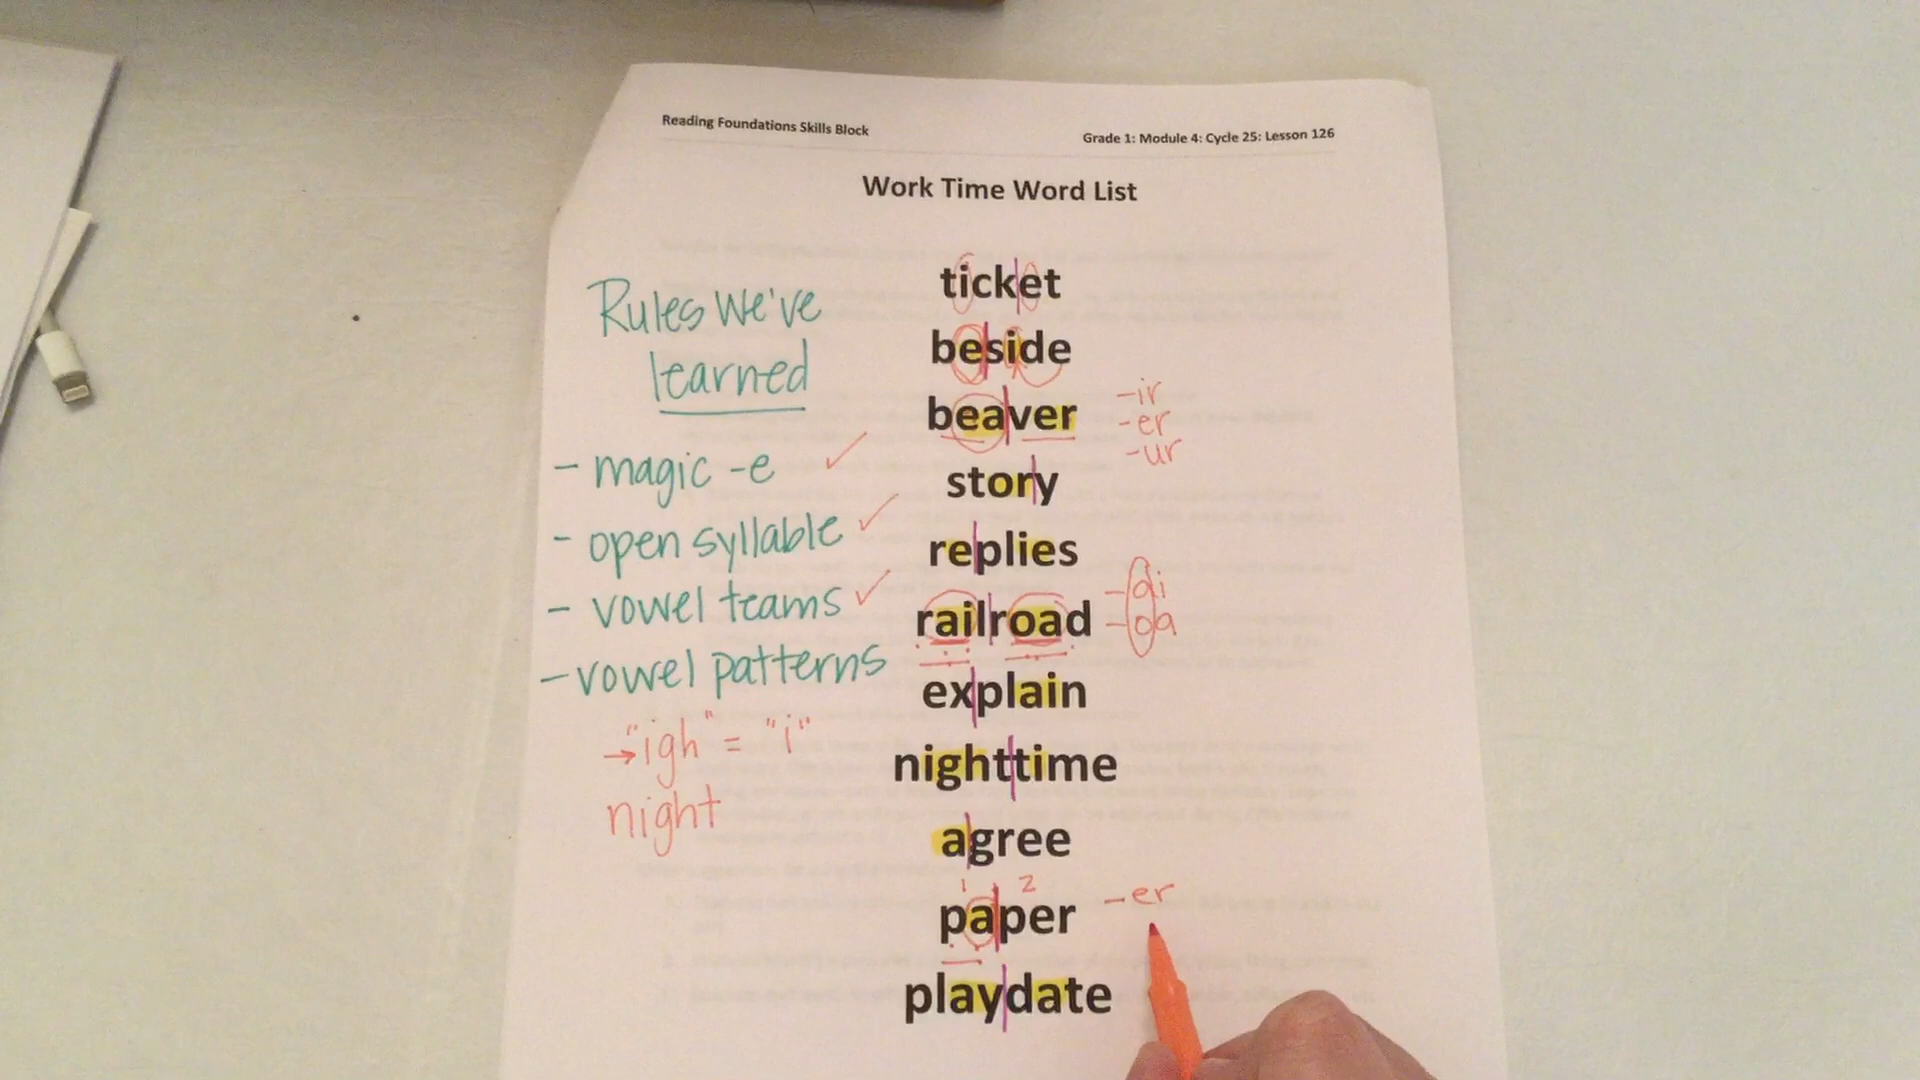 Reading Foundations Skills Block
Grade 1: Module 4: Cycle 25: Lesson 126
Work Time Word List
Rules We've
learned
- magic -e
- open syllable
- vowel teams
- vowel patterns
→ "igh" = "i"
night
ticket
beside
beaver
-ir
-er
-ur
story
replies
railroad
-ai
-oa
explain
nighttime
agree
1 2
paper
-er
playdate